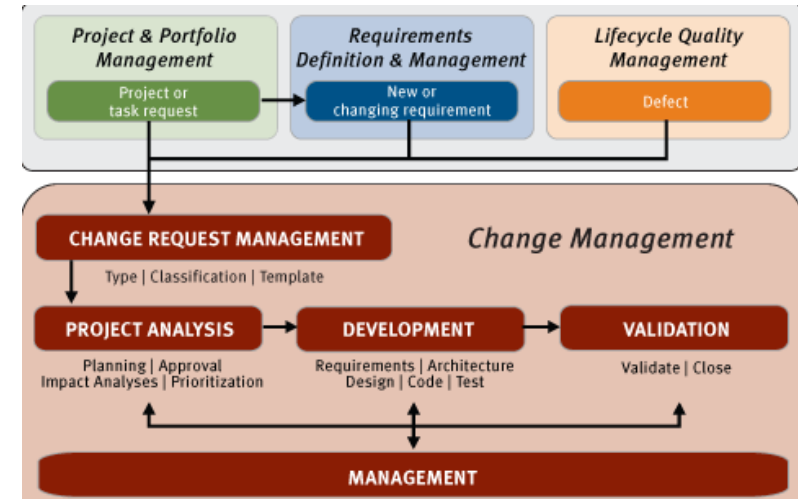 Project & Portfolio
Management
Project or
task request
Requirements
Definition & Management
New or
changing requirement
Lifecycle Quality
Management
Defect
Change Management
CHANGE REQUEST MANAGEMENT
Type | Classification | Template
PROJECT ANALYSIS
Planning | Approval
Impact Analyses | Prioritization
DEVELOPMENT
Requirements | Architecture
Design | Code | Test
VALIDATION
Validate | Close
MANAGEMENT